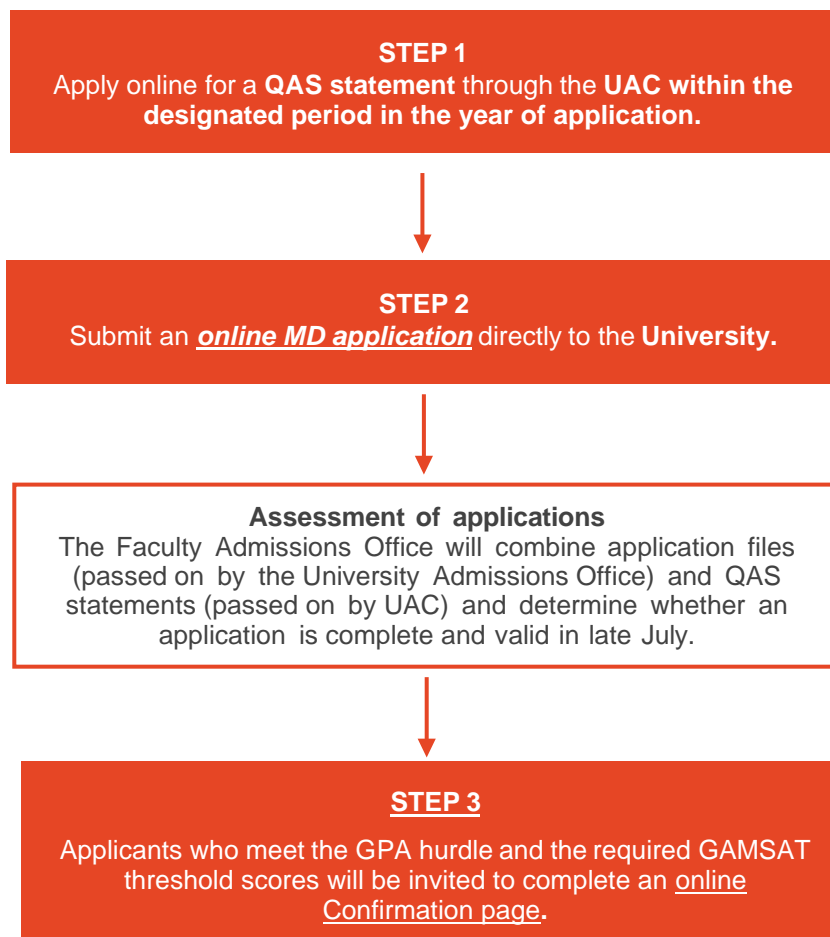 STEP 1
Apply online for a QAS statement through the UAC within the
designated period in the year of application.
STEP 2
Submit an online MD application directly to the University.
Assessment of applications
The Faculty Admissions Office will combine application files
(passed on by the University Admissions Office) and QAS
statements (passed on by UAC) and determine whether an
application is complete and valid in late July.
STEP 3
Applicants who meet the GPA hurdle and the required GAMSAT
threshold scores will be invited to complete an online
Confirmation page.